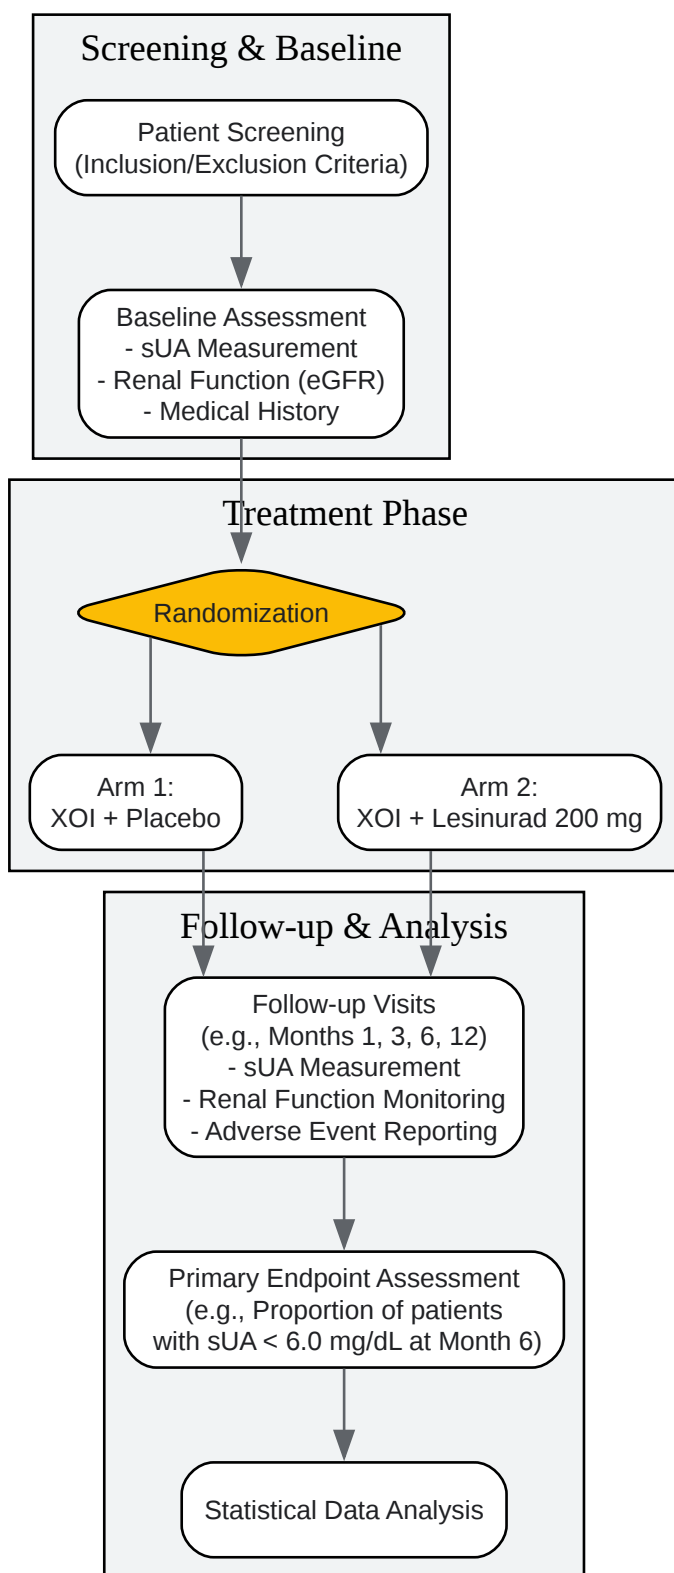 Screening & Baseline
Patient Screening
(Inclusion/Exclusion Criteria)
Baseline Assessment
- sUA Measurement
- Renal Function (eGFR)
- Medical History
Treatment Phase
Randomization
Arm 1:
XOI + Placebo
Arm 2:
XOI + Lesinurad 200 mg
Follow-up & Analysis
Follow-up Visits
(e.g., Months 1, 3, 6, 12)
- sUA Measurement
- Renal Function Monitoring
- Adverse Event Reporting
Primary Endpoint Assessment
(e.g., Proportion of patients
with sUA < 6.0 mg/dL at Month 6)
Statistical Data Analysis